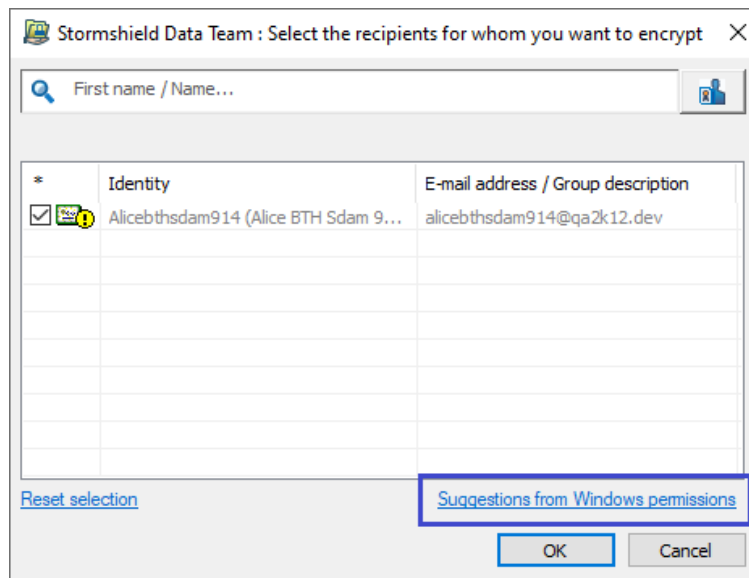 Stormshield Data Team : Select the recipients for whom you want to encrypt
First name / Name...
* Identity E-mail address / Group description
Alicebthsdam914 (Alice BTH Sdam 9... alicebthsdam914@qa2k12.dev
Reset selection Suggestions from Windows permissions
OK Cancel